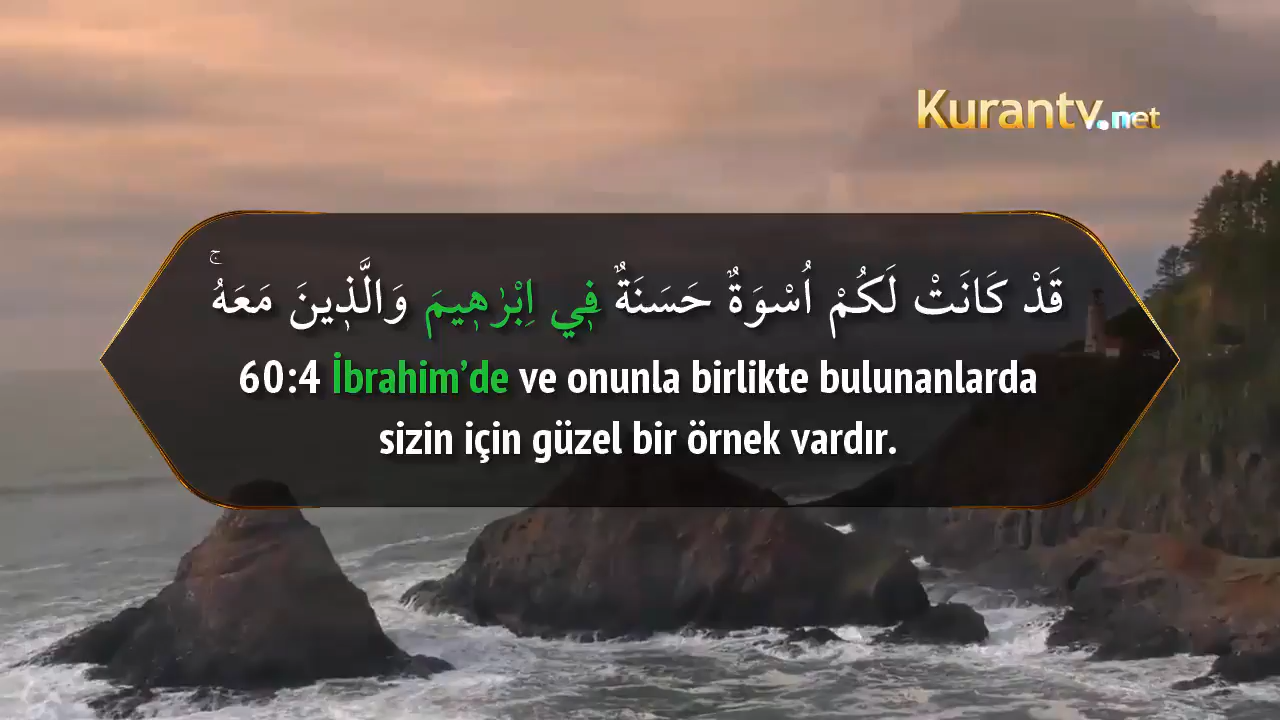 Kurantv.net
قَدْ كَانَتْ لَكُمْ اُسْوَةٌ حَسَنَةٌ ف۪ٓي اِبْرٰه۪يمَ وَالَّذ۪ينَ مَعَهُۚ
60:4 İbrahim’de ve onunla birlikte bulunanlarda
sizin için güzel bir örnek vardır.